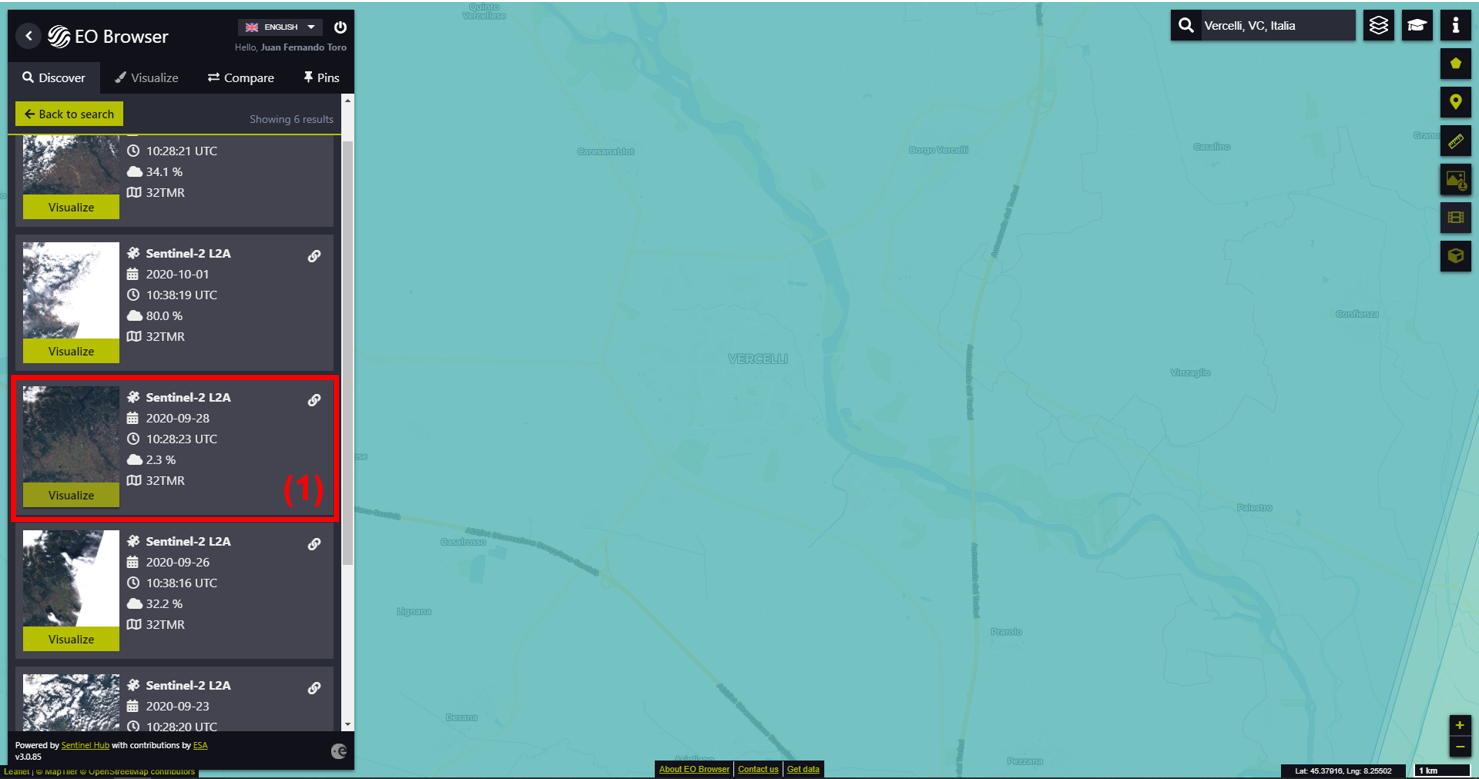 EO Browser
ENGLISH
Hello, Juan Fernando Toro
Discover
Visualize
Compare
Pins
Back to search
Showing 6 results
10:28:21 UTC
34.1 %
32TMR
Visualize
Sentinel-2 L2A
2020-10-01
10:38:19 UTC
80.0 %
32TMR
Visualize
Sentinel-2 L2A
2020-09-28
10:28:23 UTC
2.3 %
32TMR
Visualize
(1)
Sentinel-2 L2A
2020-09-26
10:38:16 UTC
32.2 %
32TMR
Visualize
Sentinel-2 L2A
2020-09-23
10:28:20 UTC
Powered by Sentinel Hub with contributions by ESA
v3.0.85
Leaflet | © MapTiler © OpenStreetMap contributors
Vercelli, VC, Italia
Quinto
Vercellese
Caresanablot
Borgo Vercelli
Casalino
Confienza
VERCELLI
Vinzaglio
Palestro
Casalrosso
Lignana
Prarolo
Desana
Pezzana
About EO Browser
Contact us
Get data
+
−
Lat: 45.37916, Lng: 8.25502
1 km